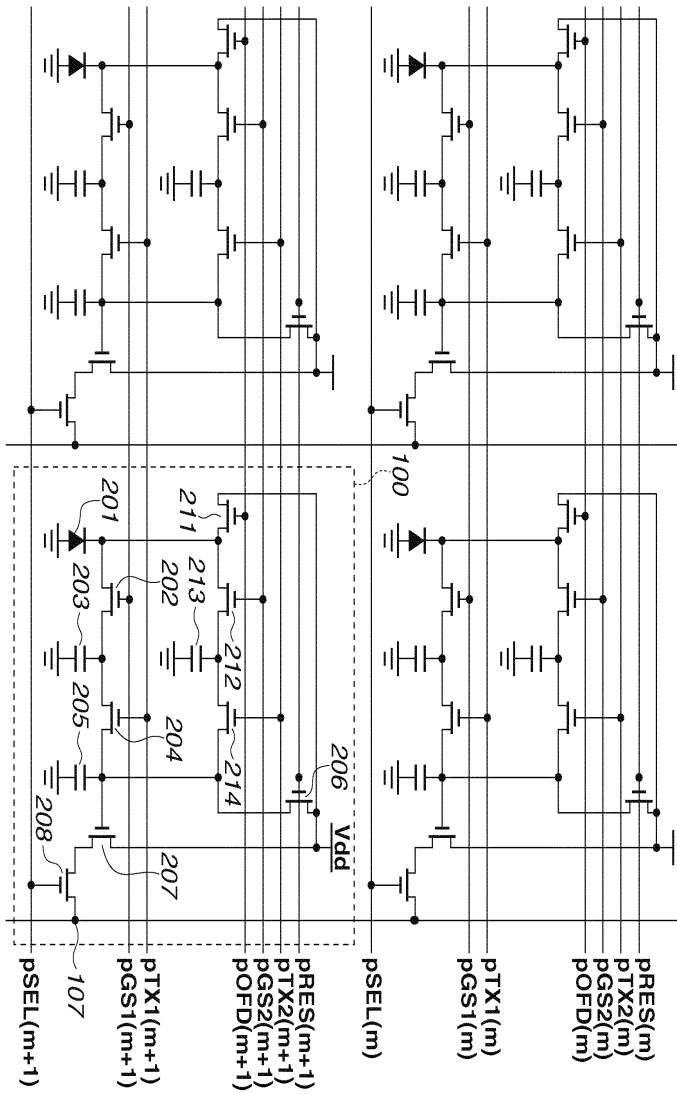 100
211
201
202
203
213
212
204
205
214
206
Vdd
207
208
107
pRES(m)
pTX2(m)
pGS2(m)
pOFD(m)
pTX1(m)
pGS1(m)
pSEL(m)
pRES(m+1)
pTX2(m+1)
pGS2(m+1)
pOFD(m+1)
pTX1(m+1)
pGS1(m+1)
pSEL(m+1)